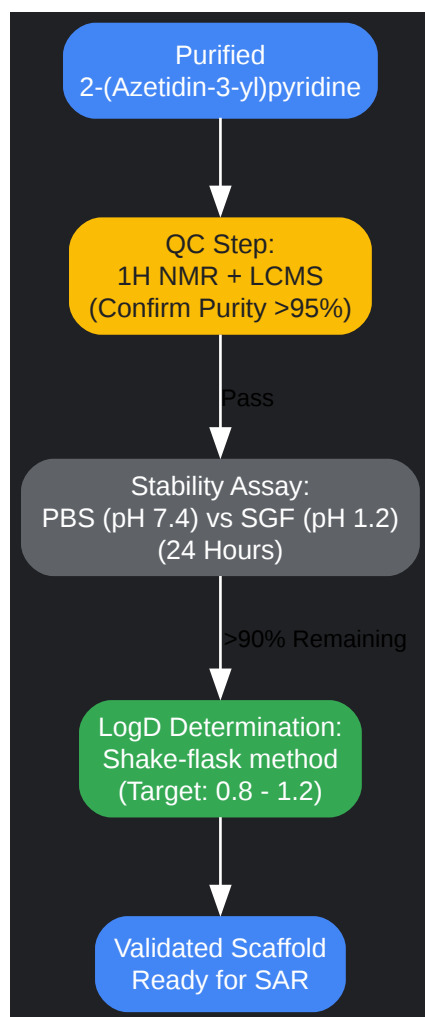 Purified
2-(Azetidin-3-yl)pyridine
QC Step:
1H NMR + LCMS
(Confirm Purity >95%)
Pass
Stability Assay:
PBS (pH 7.4) vs SGF (pH 1.2)
(24 Hours)
>90% Remaining
LogD Determination:
Shake-flask method
(Target: 0.8 - 1.2)
Validated Scaffold
Ready for SAR